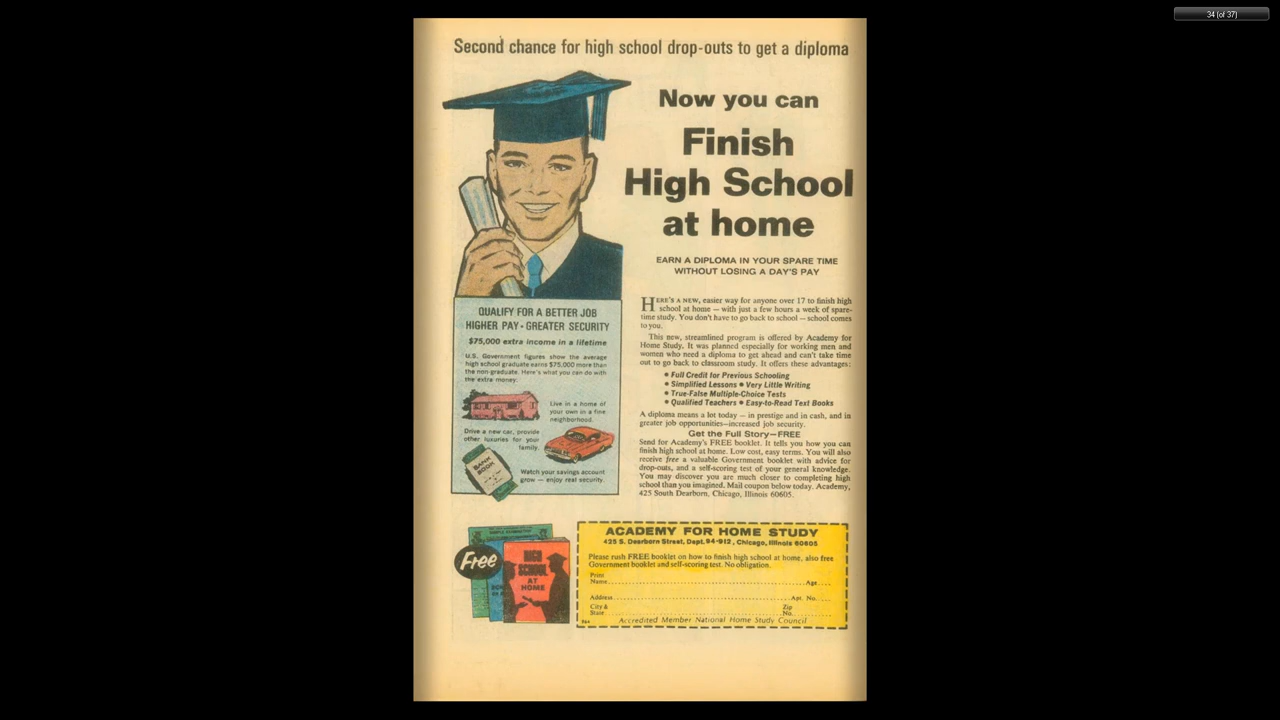 34 (of 37)
Second chance for high school drop-outs to get a diploma
Now you can
Finish
High School
at home
EARN A DIPLOMA IN YOUR SPARE TIME
WITHOUT LOSING A DAY'S PAY
HERE'S A NEW, easier way for anyone over 17 to finish high
school at home — with just a few hours a week of spare-
time study. You don't have to go back to school — school comes
to you.
This new, streamlined program is offered by Academy for
Home Study. It was planned especially for working men and
women who need a diploma to get ahead and can't take time
out to go back to classroom study. It offers these advantages:
• Full Credit for Previous Schooling
• Simplified Lessons • Very Little Writing
• True-False Multiple-Choice Tests
• Qualified Teachers • Easy-to-Read Text Books
A diploma means a lot today — in prestige and in cash, and in
greater job opportunities—increased job security.
Get the Full Story—FREE
Send for Academy's FREE booklet. It tells you how you can
finish high school at home. Low cost, easy terms. You will also
receive free a valuable Government booklet with advice for
drop-outs, and a self-scoring test of your general knowledge.
You may discover you are much closer to completing high
school than you imagined. Mail coupon below today. Academy,
425 South Dearborn, Chicago, Illinois 60605.
QUALIFY FOR A BETTER JOB
HIGHER PAY - GREATER SECURITY
$75,000 extra income in a lifetime
U.S. Government figures show the average
high school graduate earns $75,000 more than
the non-graduate. Here's what you can do with
the extra money.
Live in a home of
your own in a fine
neighborhood.
Drive a new car, provide
other luxuries for your
family.
BANK
BOOK
Watch your savings account
grow — enjoy real security.
Free
HIGH
SCHOOL
AT
HOME
ACADEMY FOR HOME STUDY
425 S. Dearborn Street, Dept. 94-912, Chicago, Illinois 60605
Please rush FREE booklet on how to finish high school at home, also free
Government booklet and self-scoring test. No obligation.
Print
Name Age
Address Apt. No.
City & Zip
State No.
Accredited Member National Home Study Council